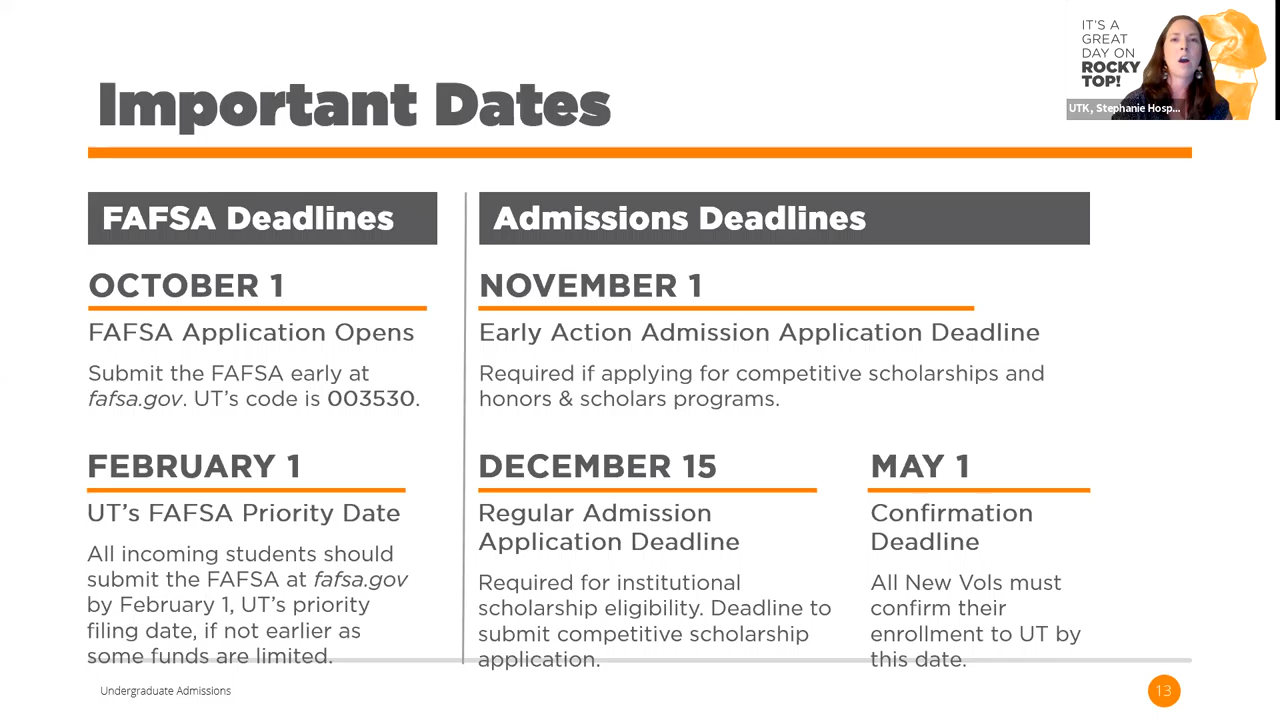 IT'S A
GREAT
DAY ON
ROCKY
TOP!
UTK, Stephanie Hosp...
Important Dates
FAFSA Deadlines
OCTOBER 1
FAFSA Application Opens
Submit the FAFSA early at
fafsa.gov. UT's code is 003530.
FEBRUARY 1
UT's FAFSA Priority Date
All incoming students should
submit the FAFSA at fafsa.gov
by February 1, UT's priority
filing date, if not earlier as
some funds are limited.
Admissions Deadlines
NOVEMBER 1
Early Action Admission Application Deadline
Required if applying for competitive scholarships and
honors & scholars programs.
DECEMBER 15
Regular Admission
Application Deadline
Required for institutional
scholarship eligibility. Deadline to
submit competitive scholarship
application.
MAY 1
Confirmation
Deadline
All New Vols must
confirm their
enrollment to UT by
this date.
Undergraduate Admissions
13